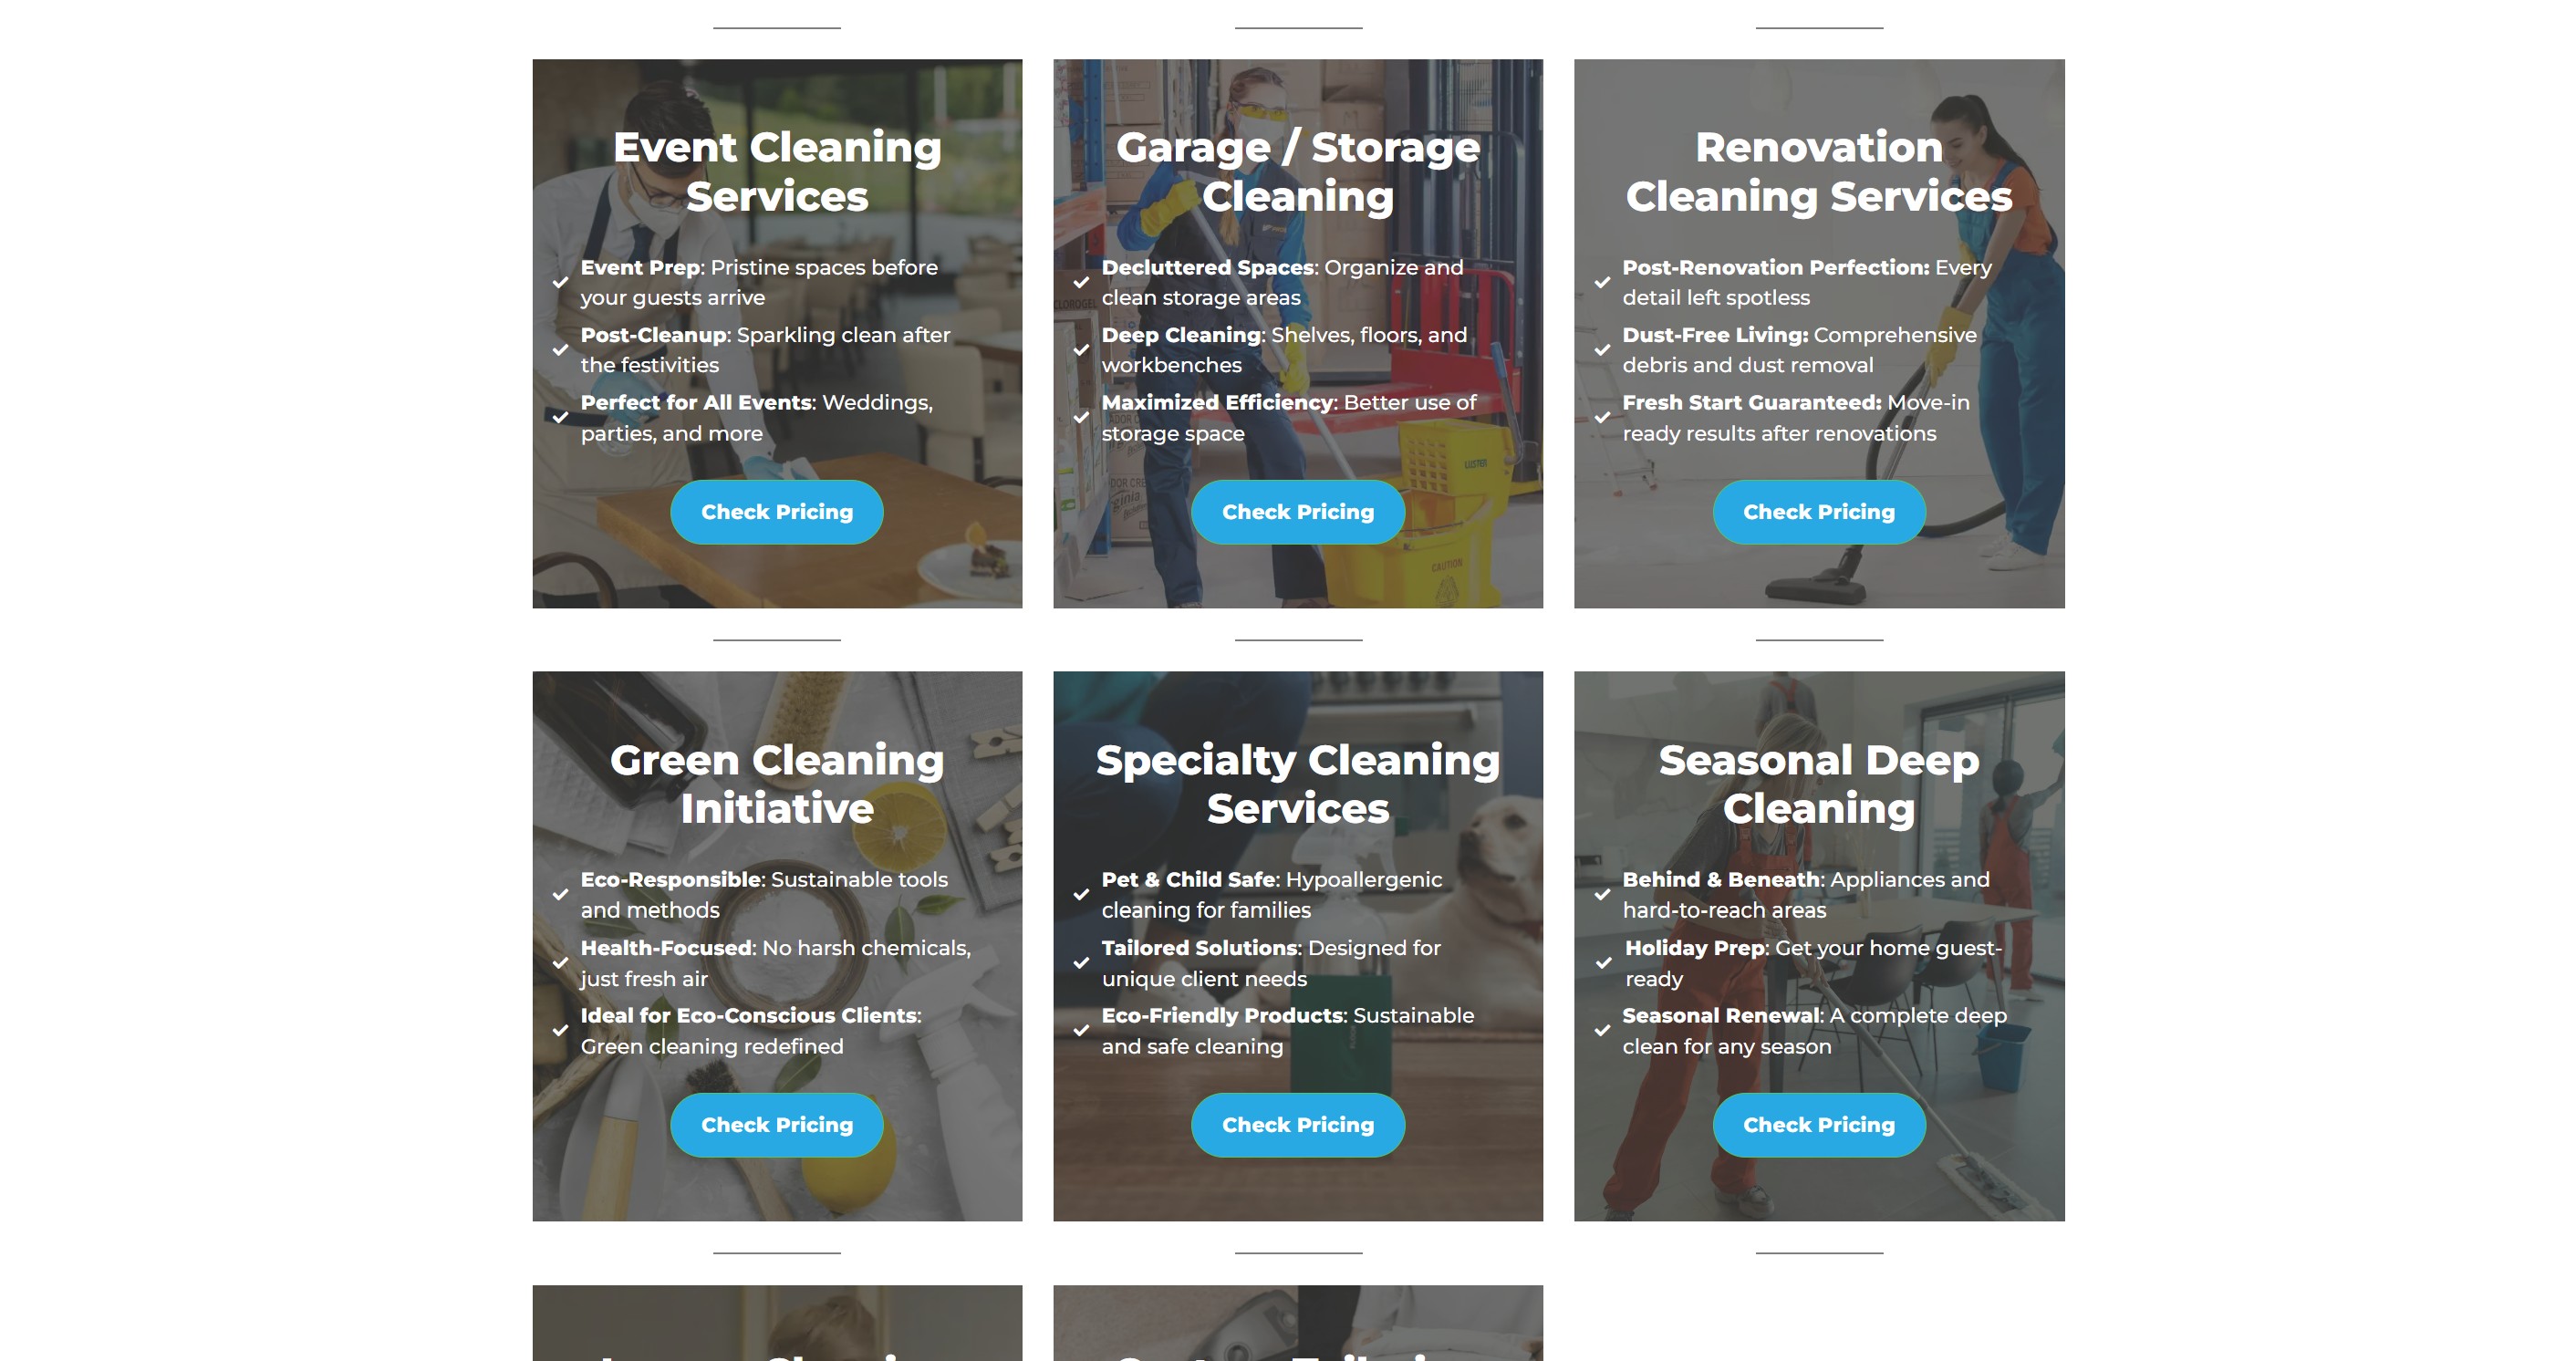 Event Cleaning
Services
Event Prep: Pristine spaces before
your guests arrive
Post-Cleanup: Sparkling clean after
the festivities
Perfect for All Events: Weddings,
parties, and more
Check Pricing
Garage / Storage
Cleaning
Decluttered Spaces: Organize and
clean storage areas
Deep Cleaning: Shelves, floors, and
workbenches
Maximized Efficiency: Better use of
storage space
Check Pricing
LUSTER
CAUTION
Renovation
Cleaning Services
Post-Renovation Perfection: Every
detail left spotless
Dust-Free Living: Comprehensive
debris and dust removal
Fresh Start Guaranteed: Move-in
ready results after renovations
Check Pricing
Green Cleaning
Initiative
Eco-Responsible: Sustainable tools
and methods
Health-Focused: No harsh chemicals,
just fresh air
Ideal for Eco-Conscious Clients:
Green cleaning redefined
Check Pricing
Specialty Cleaning
Services
Pet & Child Safe: Hypoallergenic
cleaning for families
Tailored Solutions: Designed for
unique client needs
Eco-Friendly Products: Sustainable
and safe cleaning
Check Pricing
Seasonal Deep
Cleaning
Behind & Beneath: Appliances and
hard-to-reach areas
Holiday Prep: Get your home guest-
ready
Seasonal Renewal: A complete deep
clean for any season
Check Pricing